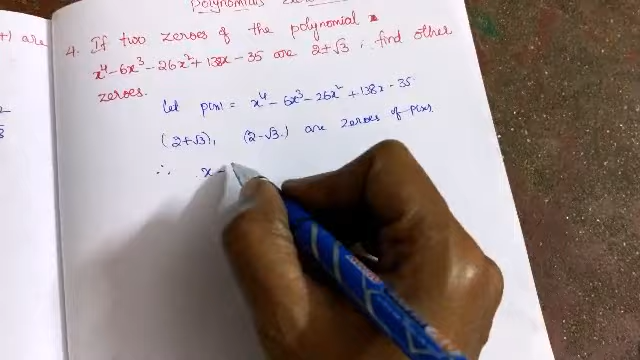 Polynomials
+) are
4. If two zeroes of the polynomial
x⁴-6x³-26x²+138x-35 are 2±√3 ∴ find other
zeroes.
Let p(x) = x⁴-6x³-26x²+138x-35
(2+√3), (2-√3) are zeroes of p(x)
∴ x-